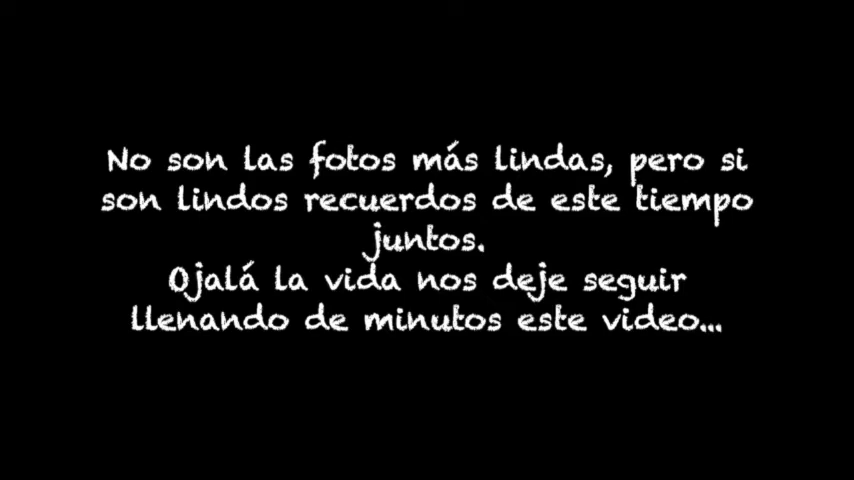 No son las fotos más lindas, pero si
son lindos recuerdos de este tiempo
juntos.
Ojalá la vida nos deje seguir
llenando de minutos este video...